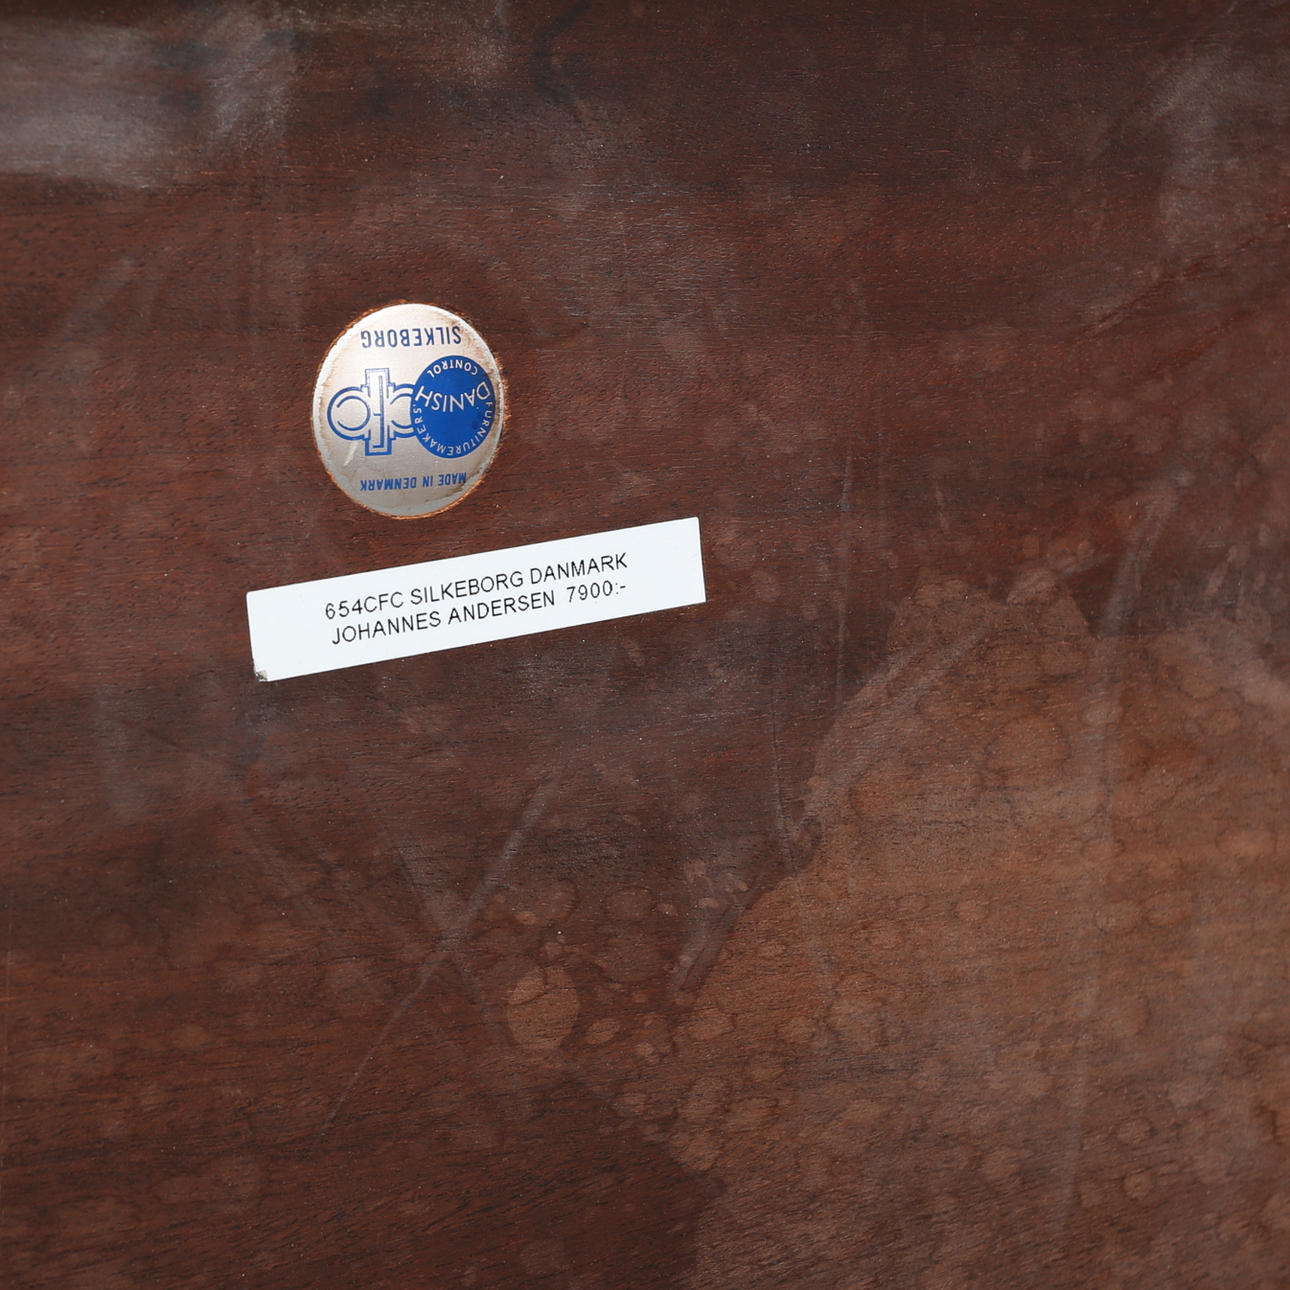 SILKEBORG
DANISH
FURNITUREMAKERS'
CONTROL
MADE IN DENMARK
654CFC SILKEBORG DANMARK
JOHANNES ANDERSEN 7900:-